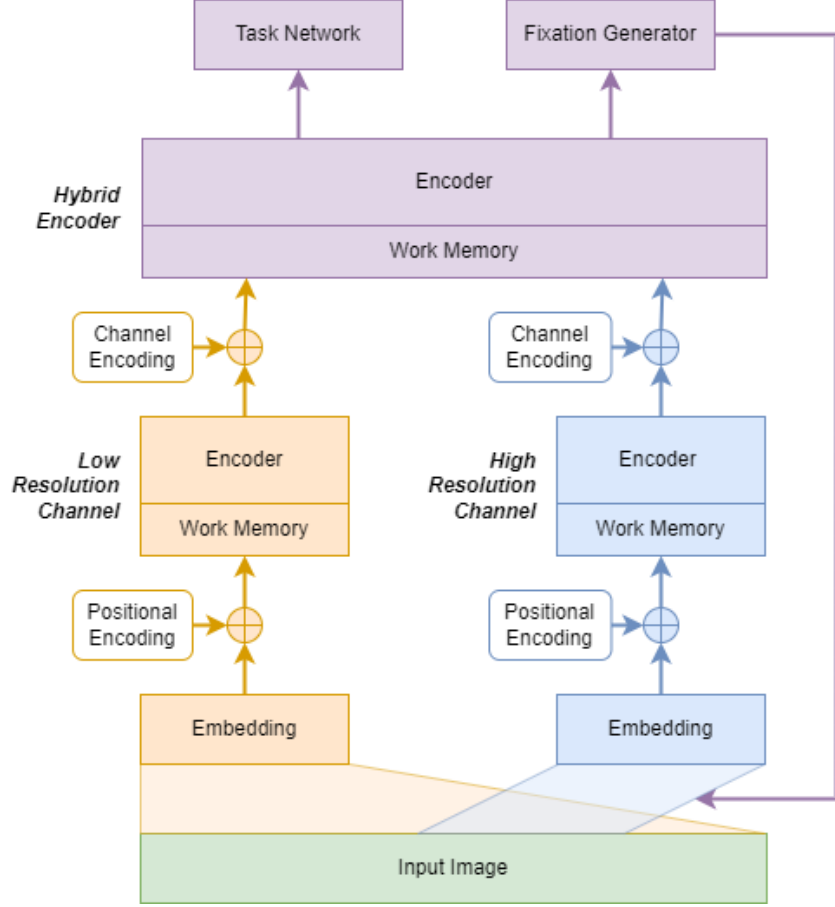 Task Network
Fixation Generator
Hybrid
Encoder
Encoder
Work Memory
Channel
Encoding
Channel
Encoding
Low
Resolution
Channel
Encoder
Work Memory
High
Resolution
Channel
Encoder
Work Memory
Positional
Encoding
Positional
Encoding
Embedding
Embedding
Input Image